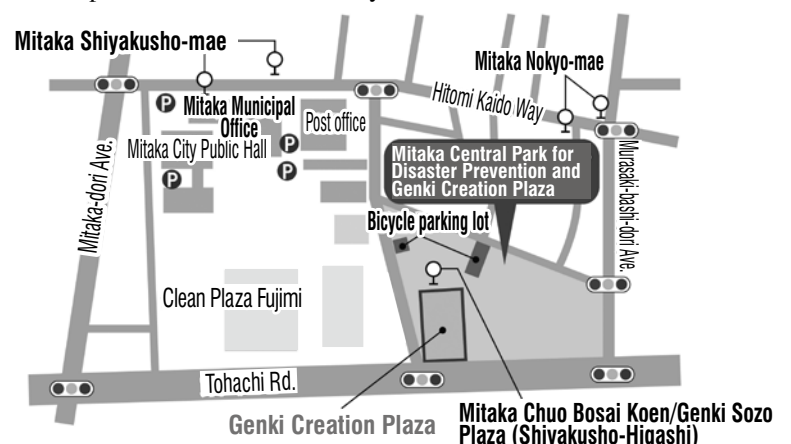 Mitaka Shiyakusho-mae
Mitaka Nokyo-mae
Hitomi Kaido Way
P
Mitaka Municipal
Office
Post office
Mitaka City Public Hall
P
P
P
Mitaka Central Park for
Disaster Prevention and
Genki Creation Plaza
Murasaki-bashi-dori Ave.
Mitaka-dori Ave.
Bicycle parking lot
Clean Plaza Fujimi
Tohachi Rd.
Genki Creation Plaza
Mitaka Chuo Bosai Koen/Genki Sozo
Plaza (Shiyakusho-Higashi)